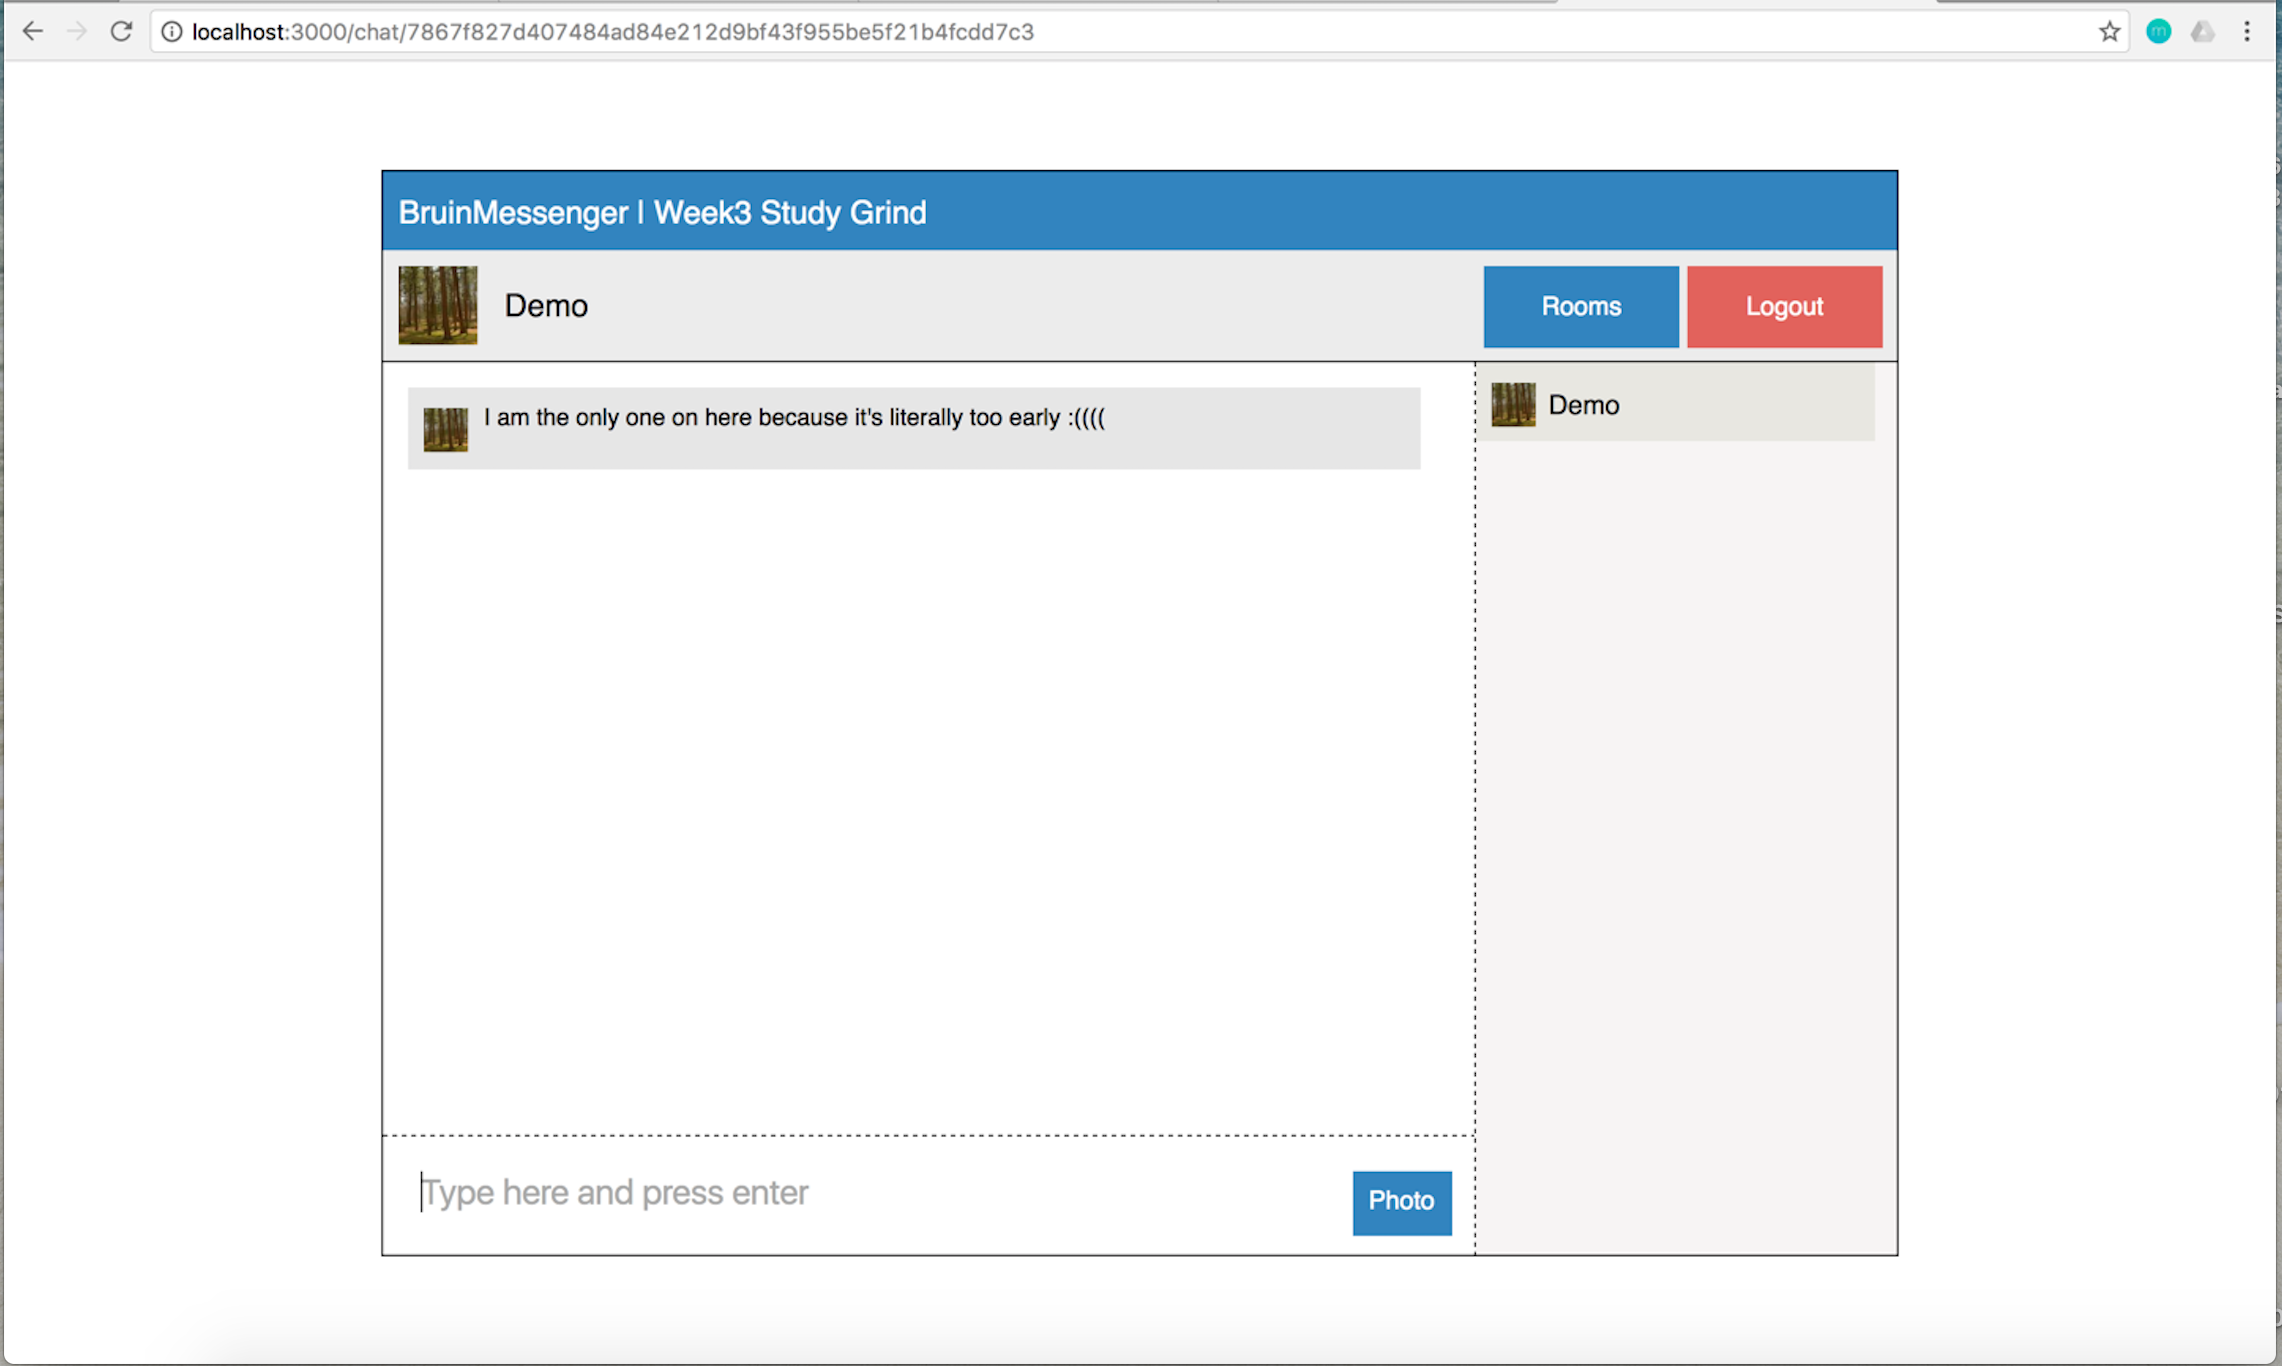 localhost:3000/chat/7867f827d407484ad84e212d9bf43f955be5f21b4fcdd7c3
m
BruinMessenger | Week3 Study Grind
Demo
Rooms
Logout
I am the only one on here because it's literally too early :((((
Demo
Type here and press enter
Photo